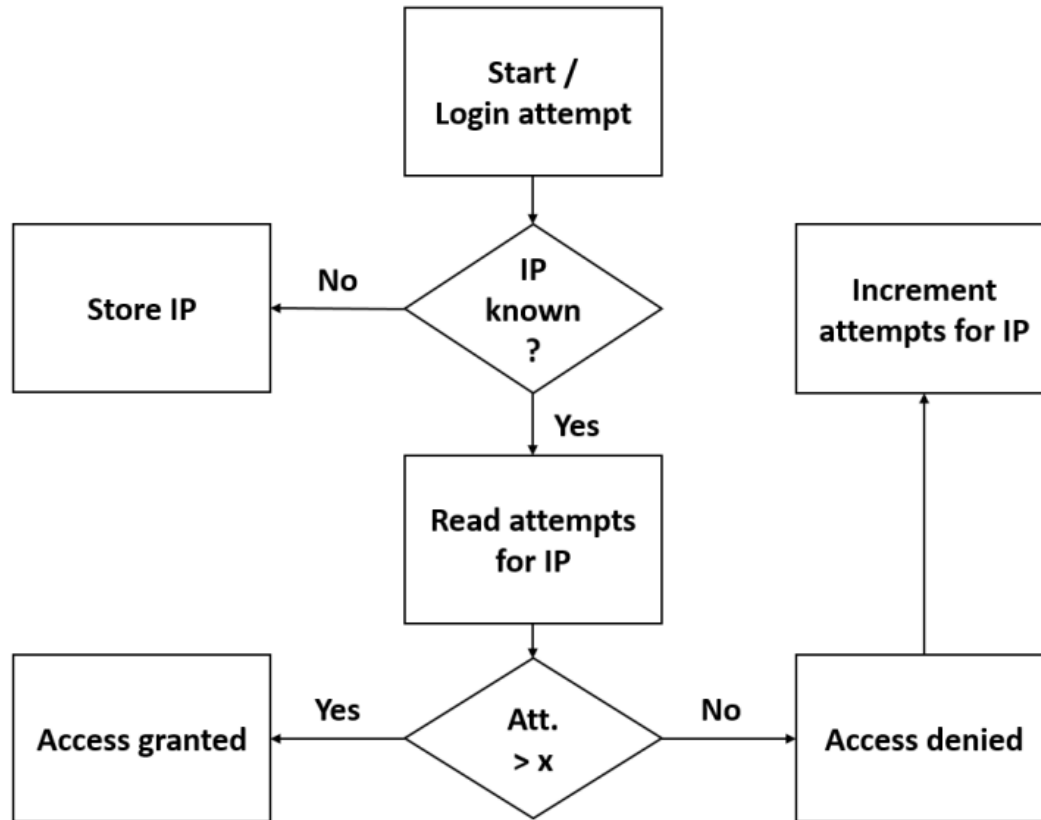 Start /
Login attempt
No
IP
known
?
Store IP
Increment
attempts for IP
Yes
Read attempts
for IP
Yes
Att.
> x
No
Access granted
Access denied